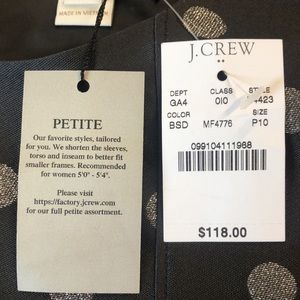 MADE IN VIETNAM
PETITE
Our favorite styles, tailored
for you. We shorten the sleeves,
torso and inseam to better fit
smaller frames. Recommended
for women 5'0" - 5'4".
Please visit
https://factory.jcrew.com
for our full petite assortment.
J.CREW
DEPT CLASS STYLE
GA4 010 423
COLOR SIZE
BSD MF4776 P10
099104111968
$118.00